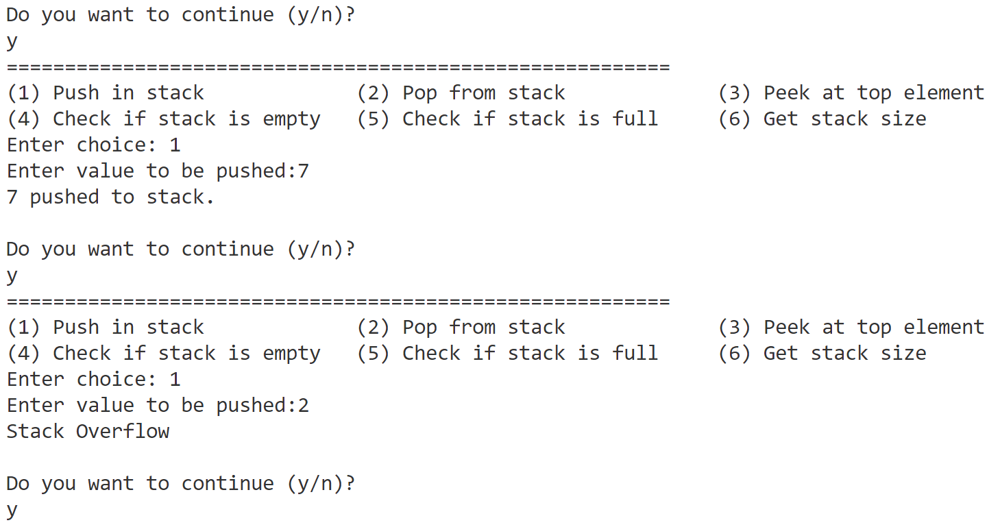 Do you want to continue (y/n)?
y
=========================================================
(1) Push in stack   (2) Pop from stack   (3) Peek at top element
(4) Check if stack is empty   (5) Check if stack is full   (6) Get stack size
Enter choice: 1
Enter value to be pushed:7
7 pushed to stack.
Do you want to continue (y/n)?
y
=========================================================
(1) Push in stack   (2) Pop from stack   (3) Peek at top element
(4) Check if stack is empty   (5) Check if stack is full   (6) Get stack size
Enter choice: 1
Enter value to be pushed:2
Stack Overflow
Do you want to continue (y/n)?
y